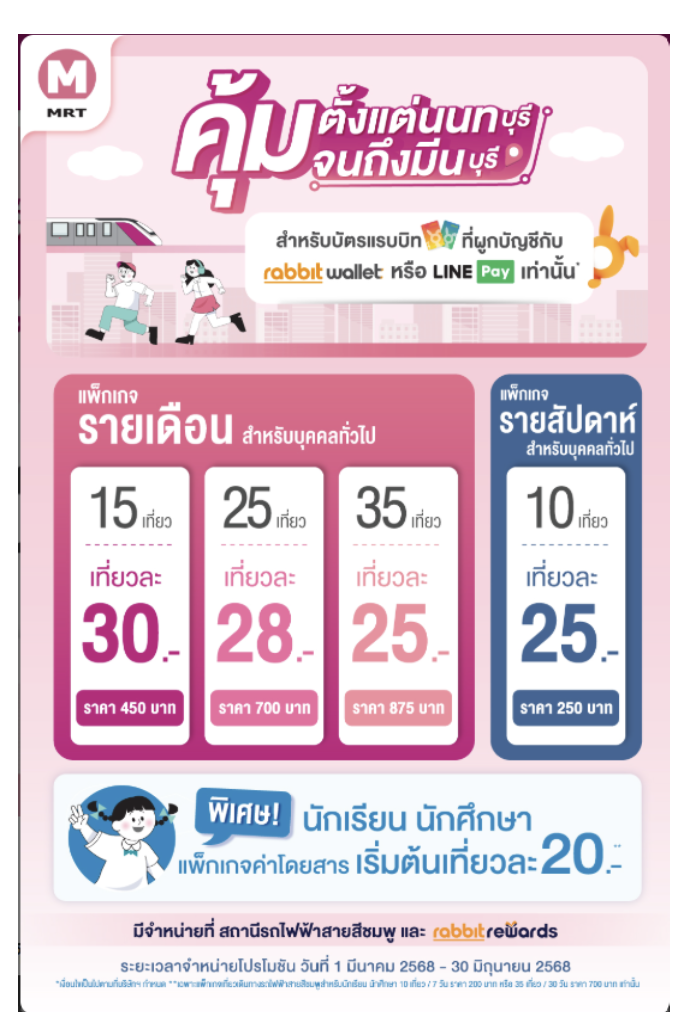 M
MRT
คุ้ม ตั้งแต่นนทบุรี
จนถึงมีนบุรี
สำหรับบัตรแรบบิท ที่ผูกบัญชีกับ
rabbit wallet หรือ LINE Pay เท่านั้น*
แพ็กเกจ
รายเดือน สำหรับบุคคลทั่วไป
15 เที่ยว
เที่ยวละ
30.-
ราคา 450 บาท
25 เที่ยว
เที่ยวละ
28.-
ราคา 700 บาท
35 เที่ยว
เที่ยวละ
25.-
ราคา 875 บาท
แพ็กเกจ
รายสัปดาห์
สำหรับบุคคลทั่วไป
10 เที่ยว
เที่ยวละ
25.-
ราคา 250 บาท
พิเศษ! นักเรียน นักศึกษา
แพ็กเกจค่าโดยสาร เริ่มต้นเที่ยวละ 20.-**
มีจำหน่ายที่ สถานีรถไฟฟ้าสายสีชมพู และ rabbit rewards
ระยะเวลาจำหน่ายโปรโมชัน วันที่ 1 มีนาคม 2568 - 30 มิถุนายน 2568
*เงื่อนไขเป็นไปตามที่บริษัทฯ กำหนด **เฉพาะแพ็กเกจเที่ยวเดินทางรถไฟฟ้าสายสีชมพูสำหรับนักเรียน นักศึกษา 10 เที่ยว / 7 วัน ราคา 200 บาท หรือ 35 เที่ยว / 30 วัน ราคา 700 บาท เท่านั้น